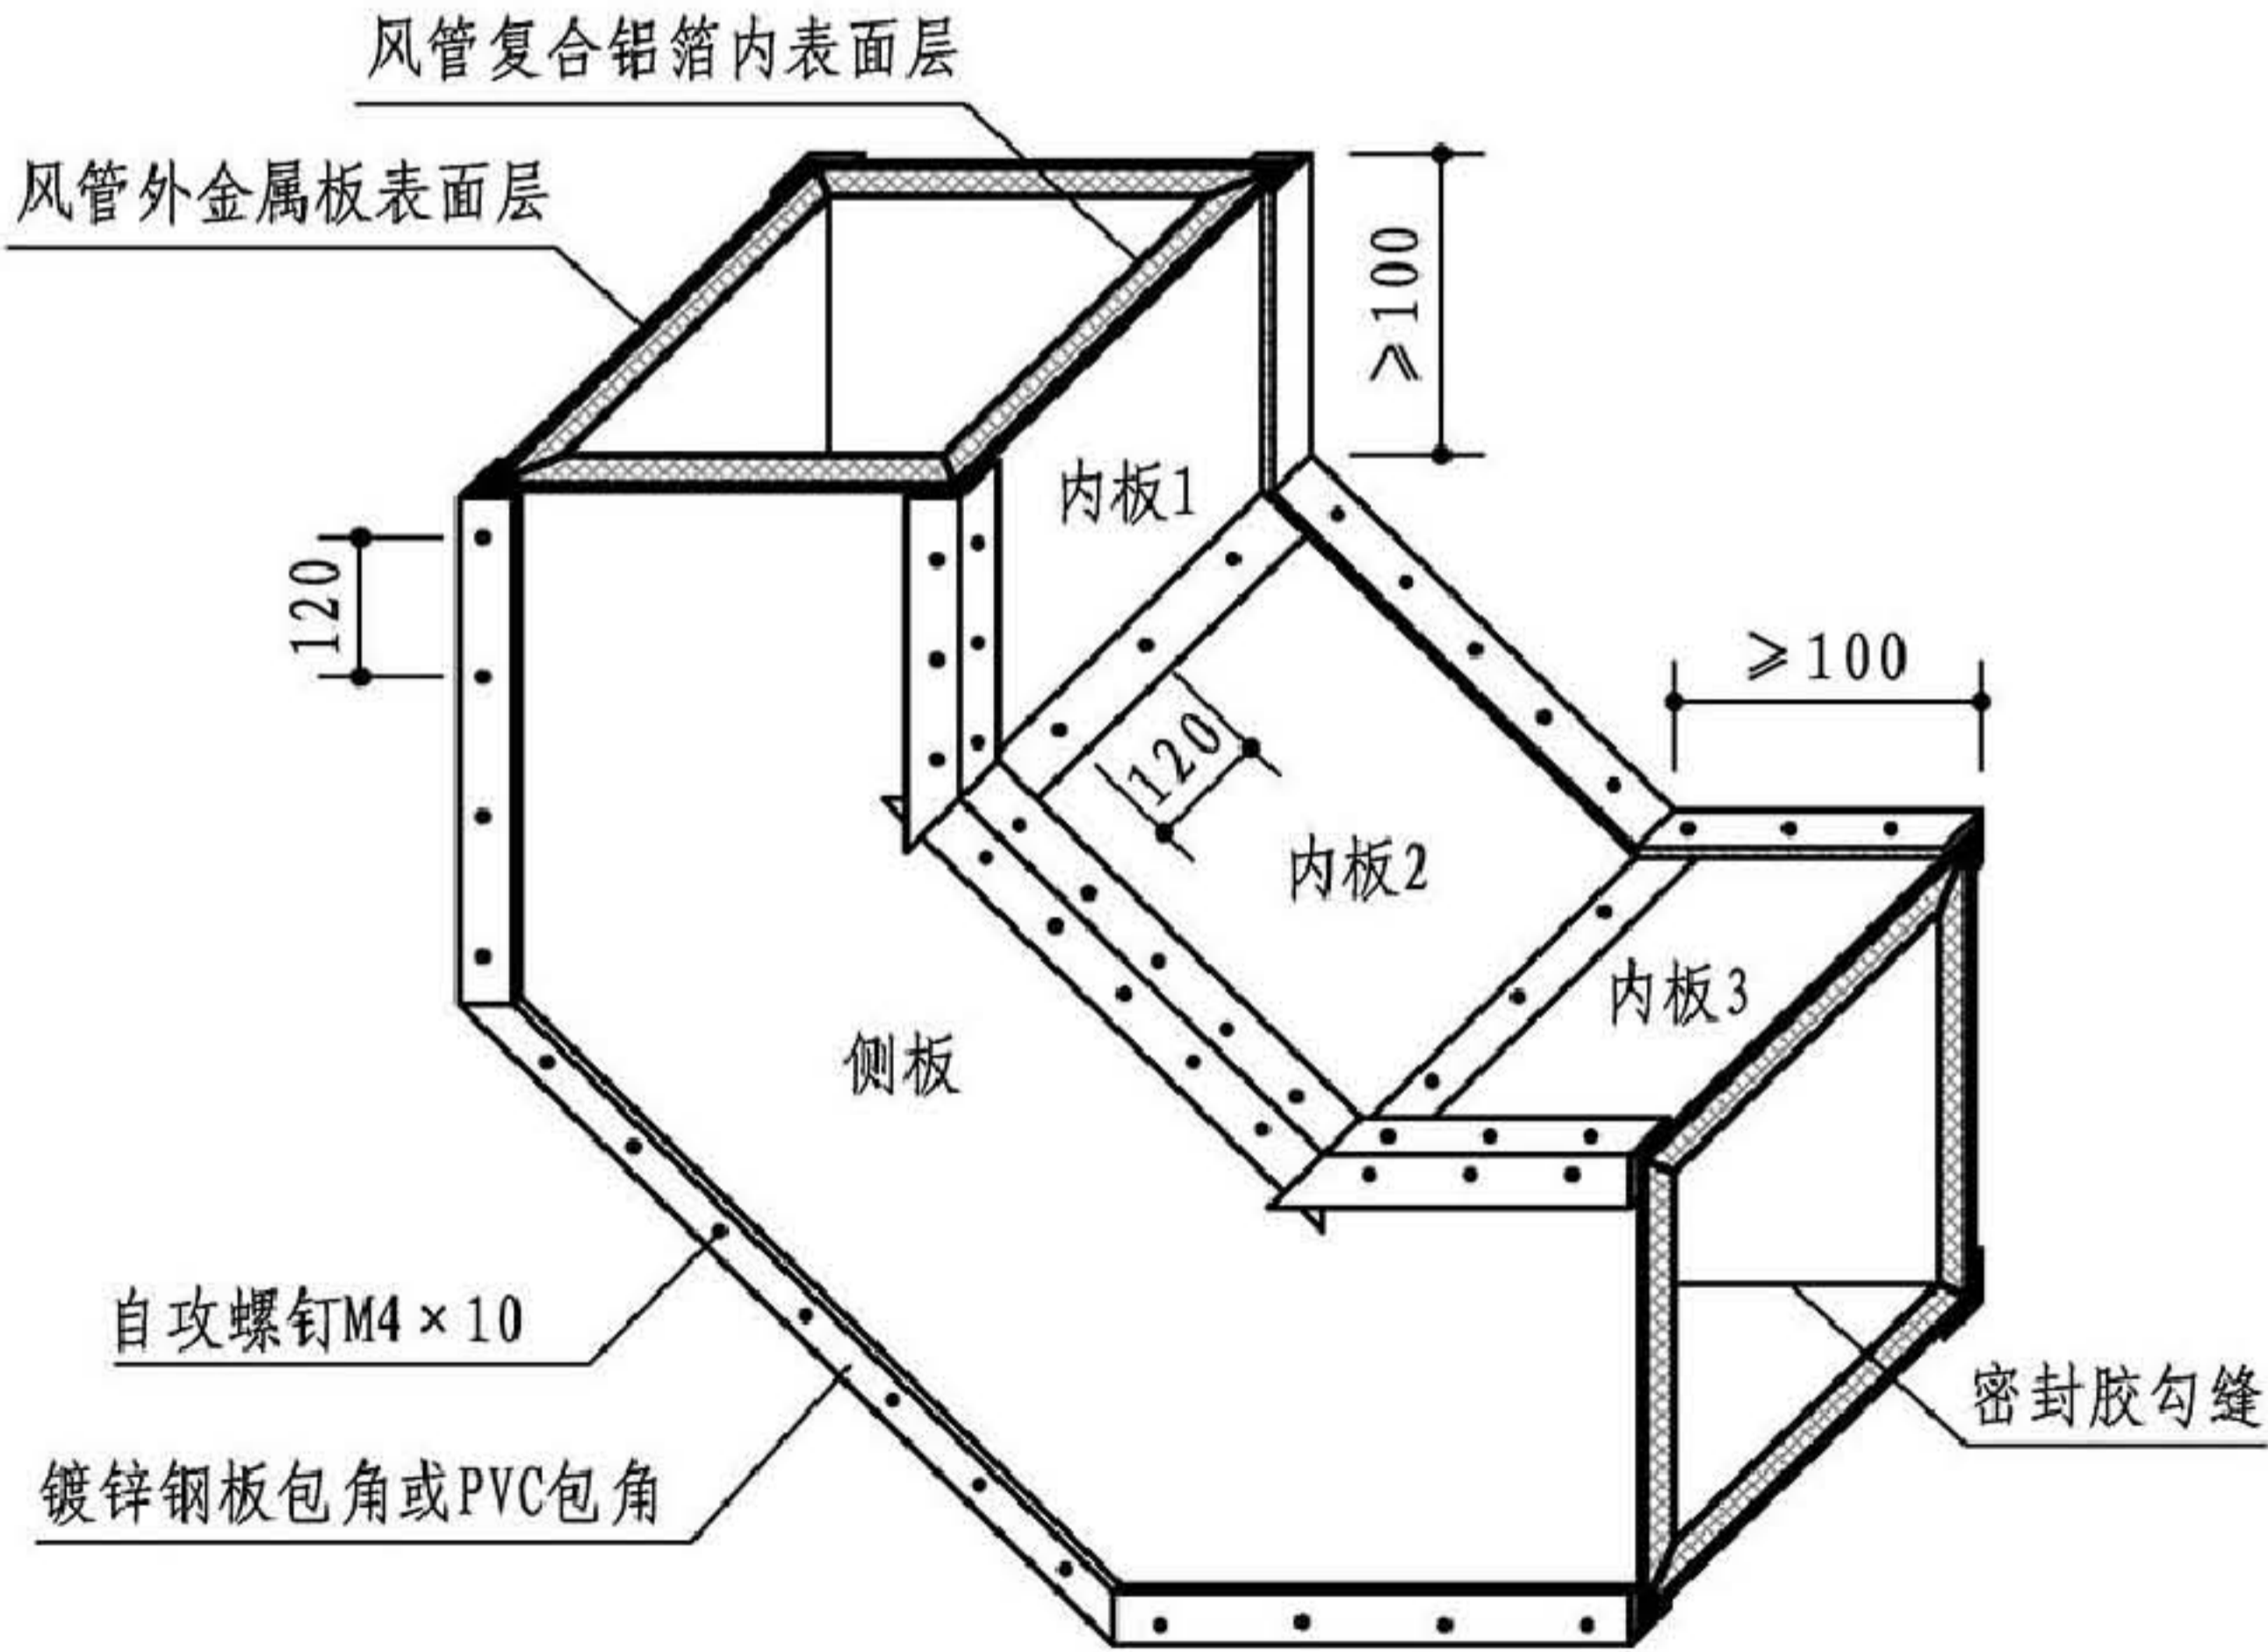 风管复合铝箔内表面层
风管外金属板表面层
≥100
内板1
120
≥100
120
内板2
内板3
侧板
自攻螺钉M4×10
密封胶勾缝
镀锌钢板包角或PVC包角